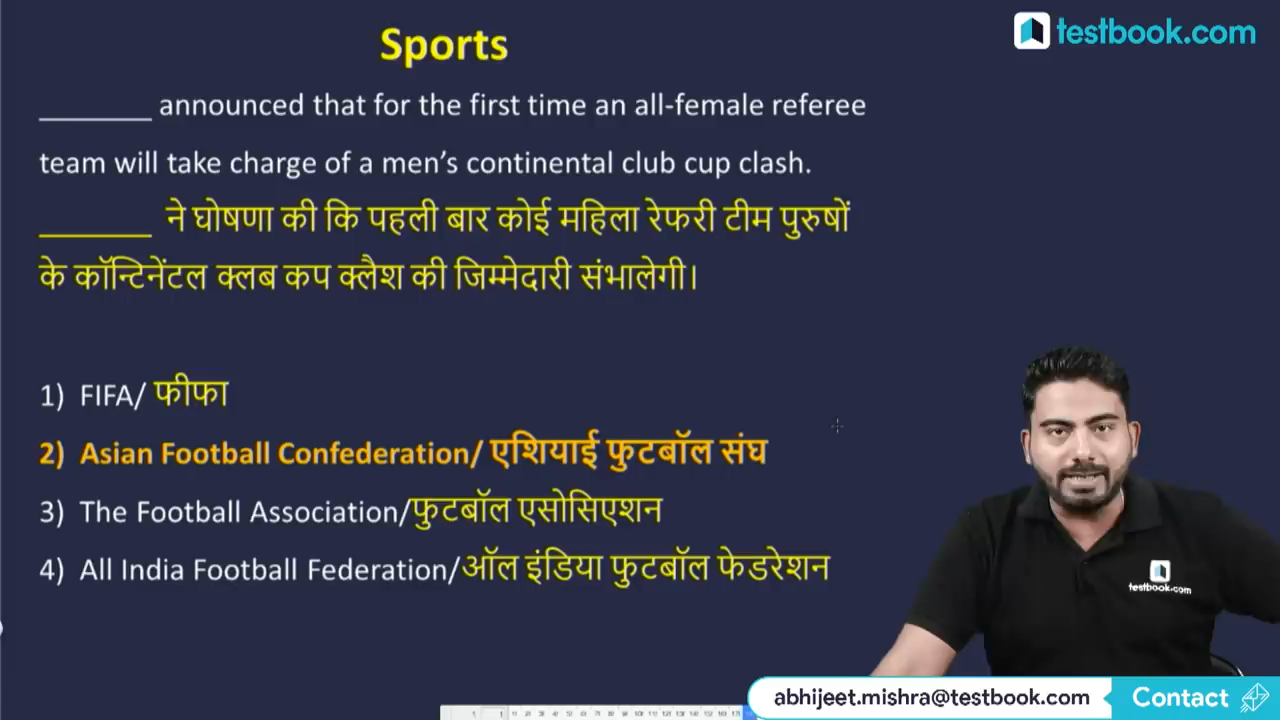 Sports
testbook.com
_______ announced that for the first time an all-female referee
team will take charge of a men’s continental club cup clash.
_______ ने घोषणा की कि पहली बार कोई महिला रेफरी टीम पुरुषों
के कॉन्टिनेंटल क्लब कप क्लैश की जिम्मेदारी संभालेगी।
1) FIFA/ फीफा
2) Asian Football Confederation/ एशियाई फुटबॉल संघ
3) The Football Association/फुटबॉल एसोसिएशन
4) All India Football Federation/ऑल इंडिया फुटबॉल फेडरेशन
testbook.com
abhijeet.mishra@testbook.com Contact